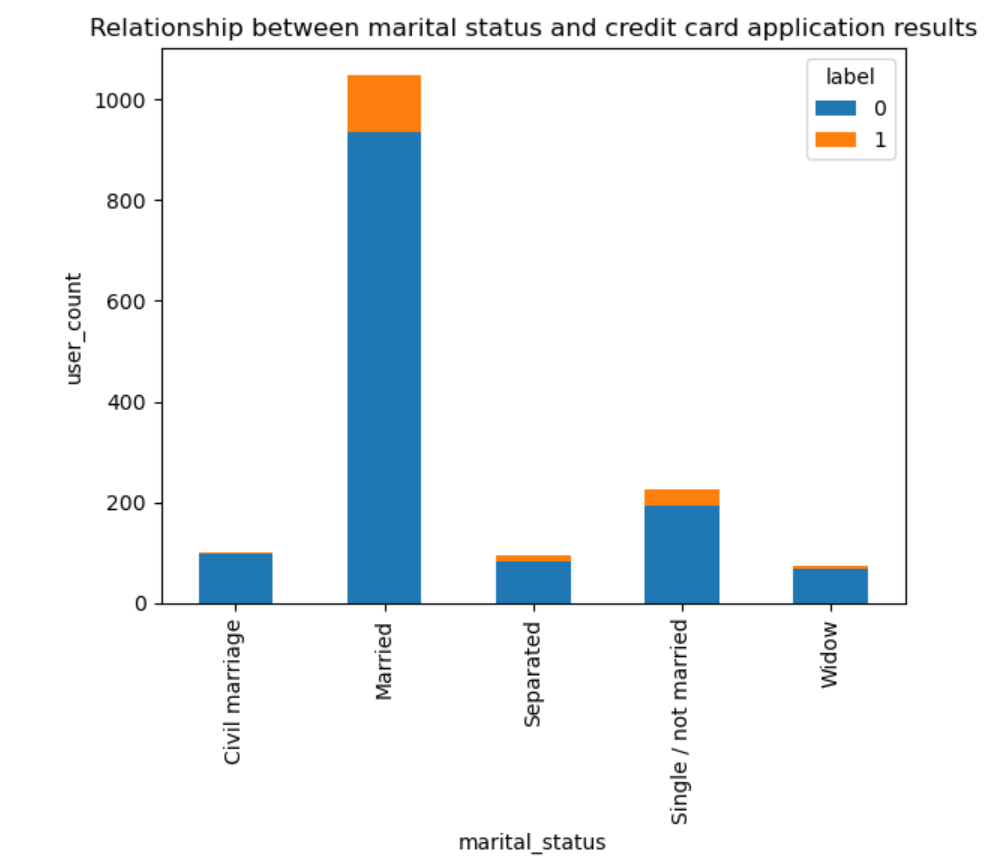 Relationship between marital status and credit card application results
label
0
1
1000
800
600
400
200
0
user_count
Civil marriage
Married
Separated
Single / not married
Widow
marital_status